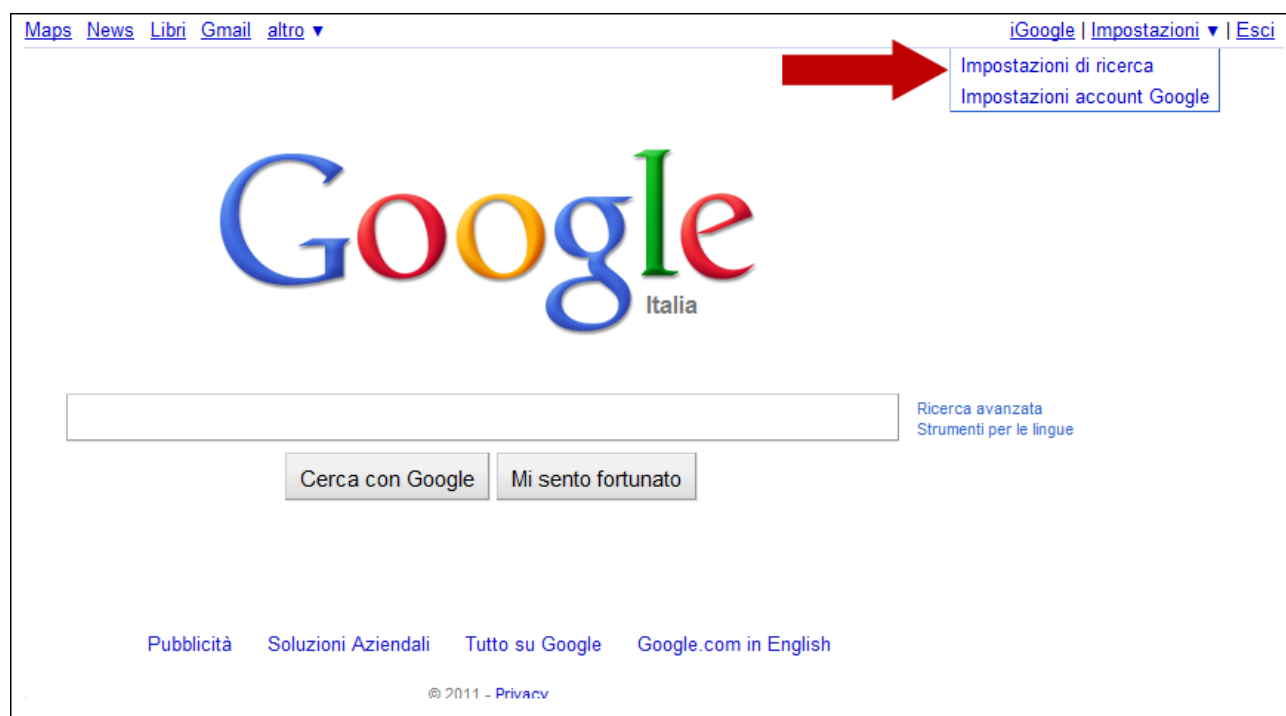 Maps News Libri Gmail altro ▼ iGoogle | Impostazioni ▼ | Esci
Impostazioni di ricerca
Impostazioni account Google
Google
Italia
Ricerca avanzata
Strumenti per le lingue
Cerca con Google Mi sento fortunato
Pubblicità Soluzioni Aziendali Tutto su Google Google.com in English
© 2011 - Privacy